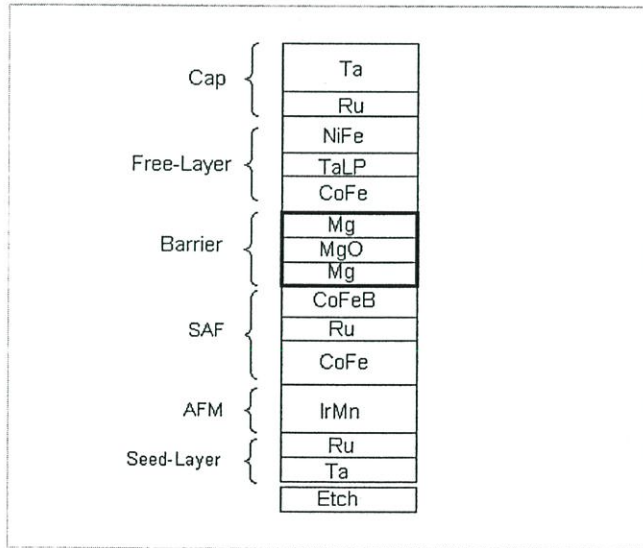 Cap
Ta
Ru
Free-Layer
NiFe
TaLP
CoFe
Barrier
Mg
MgO
Mg
SAF
CoFeB
Ru
CoFe
AFM
IrMn
Seed-Layer
Ru
Ta
Etch